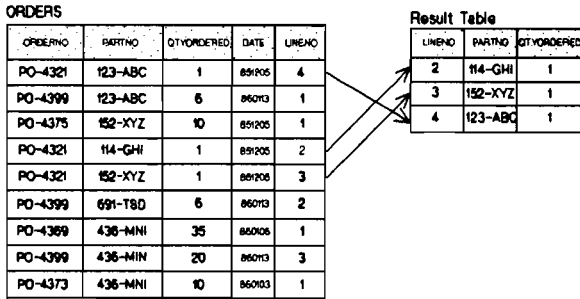 ORDERS
ORDERNO PARTNO QTYORDERED DATE LINENO
PO-4321 123-ABC 1 851205 4
PO-4399 123-ABC 6 860113 1
PO-4375 152-XYZ 10 851205 1
PO-4321 114-GHI 1 851205 2
PO-4321 152-XYZ 1 851205 3
PO-4399 691-TBD 6 860113 2
PO-4369 436-MNI 35 1
PO-4399 436-MIN 20 860113 3
PO-4373 436-MNI 10 860103 1
Result Table
LINENO PARTNO QTYORDERED
2 114-GHI 1
3 152-XYZ 1
4 123-ABC 1